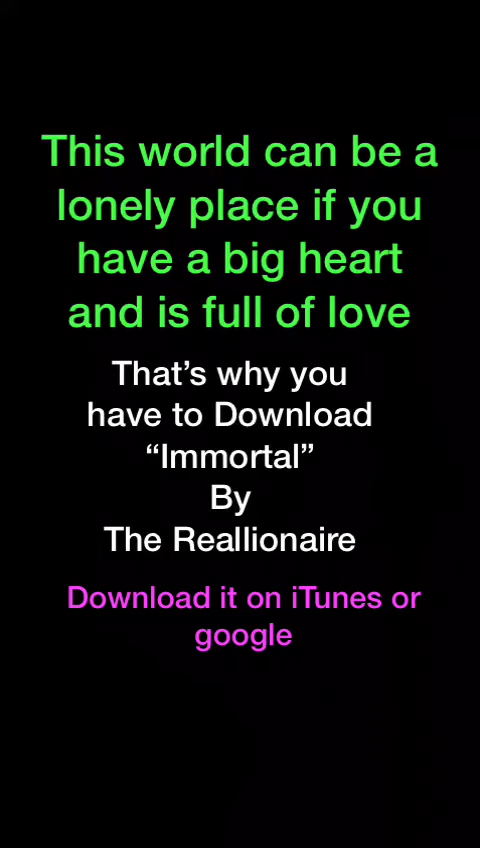 This world can be a
lonely place if you
have a big heart
and is full of love
That’s why you
have to Download
“Immortal”
By
The Reallionaire
Download it on iTunes or
google